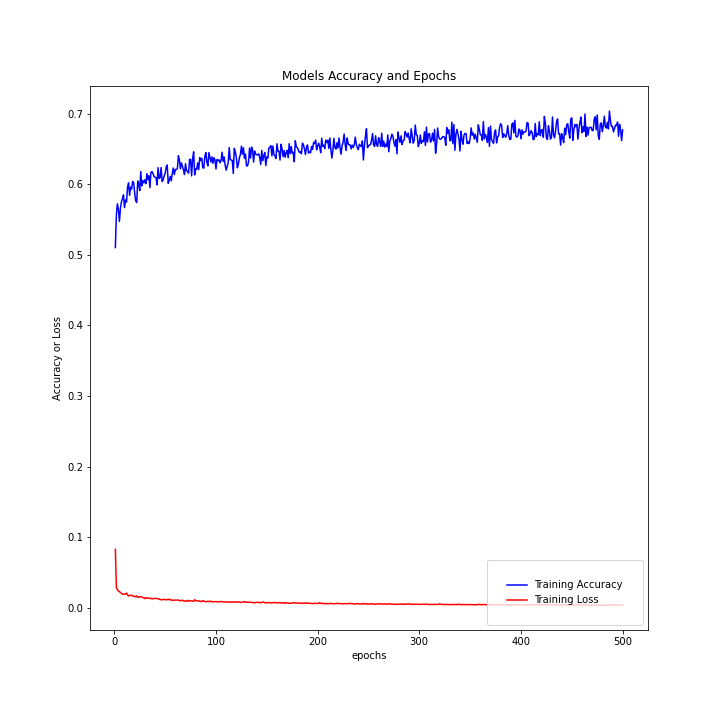 Models Accuracy and Epochs
0.7
0.6
0.5
0.4
0.3
0.2
0.1
0.0
Accuracy or Loss
0 100 200 300 400 500
epochs
Training Accuracy
Training Loss